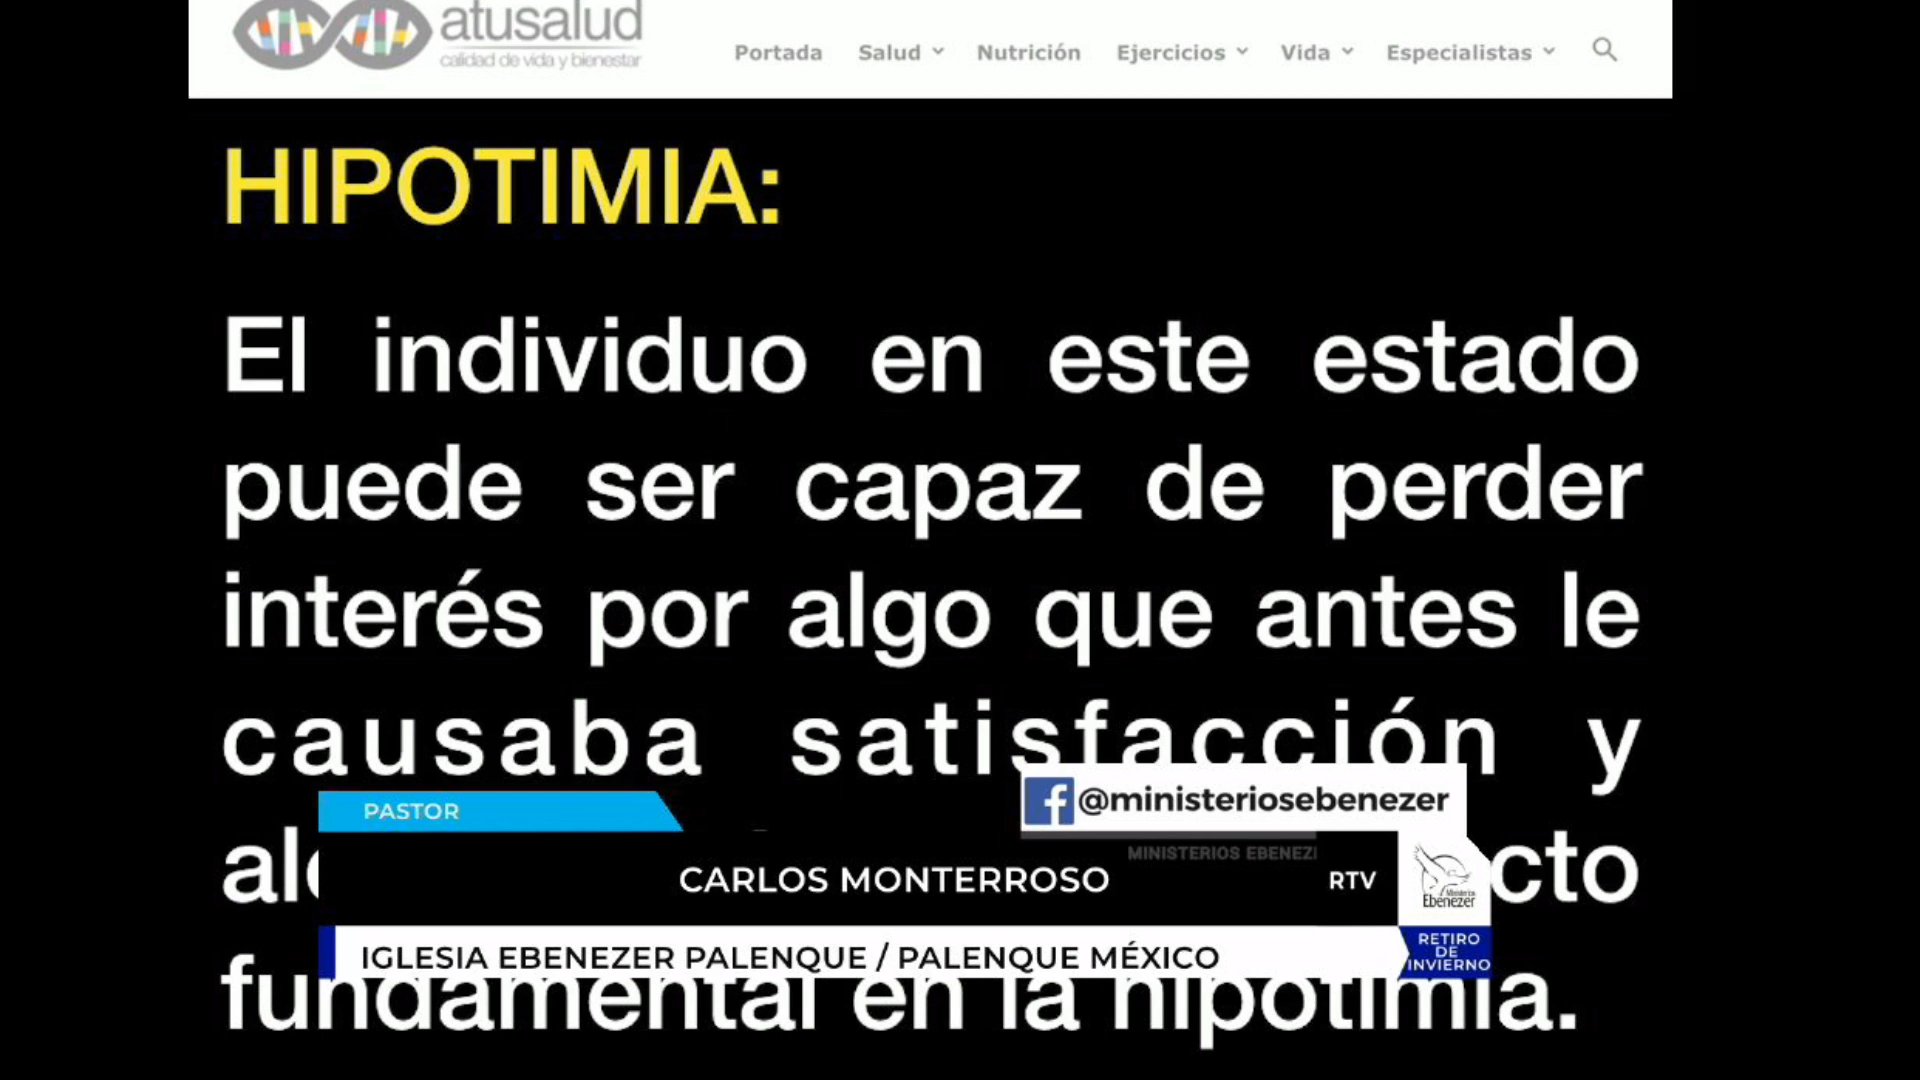 atusalud
calidad de vida y bienestar
Portada Salud Nutrición Ejercicios Vida Especialistas
HIPOTIMIA:
El individuo en este estado
puede ser capaz de perder
interés por algo que antes le
causaba satisfacción y
cto
fundamental en la hipotimia.
@ministeriosebenezer
PASTOR
MINISTERIOS EBENEZ
CARLOS MONTERROSO
RTV
Ministerios
Ebenezer
IGLESIA EBENEZER PALENQUE / PALENQUE MÉXICO
RETIRO
DE
INVIERNO